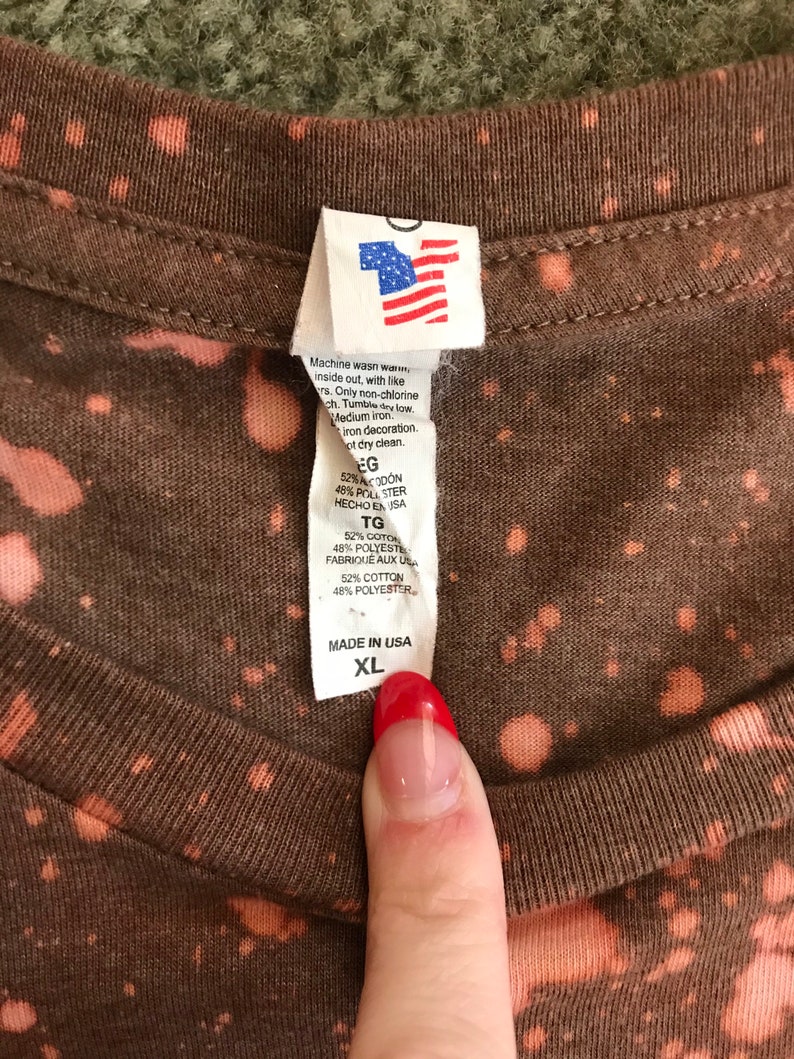 Machine wash warm,
inside out, with like
Only non-chlorine
Tumble dry low.
Medium iron.
iron decoration.
dry clean.
EG
52% ALGODÓN
48% POLIESTER
HECHO EN USA
TG
52% COTON
48% POLYESTER
FABRIQUÉ AUX USA
52% COTTON
48% POLYESTER
MADE IN USA
XL